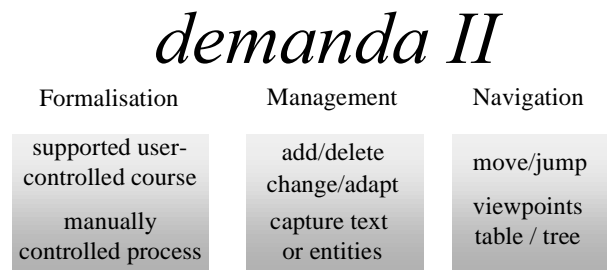 demanda II
Formalisation
Management
Navigation
supported user-
controlled course
manually
controlled process
add/delete
change/adapt
capture text
or entities
move/jump
viewpoints
table / tree